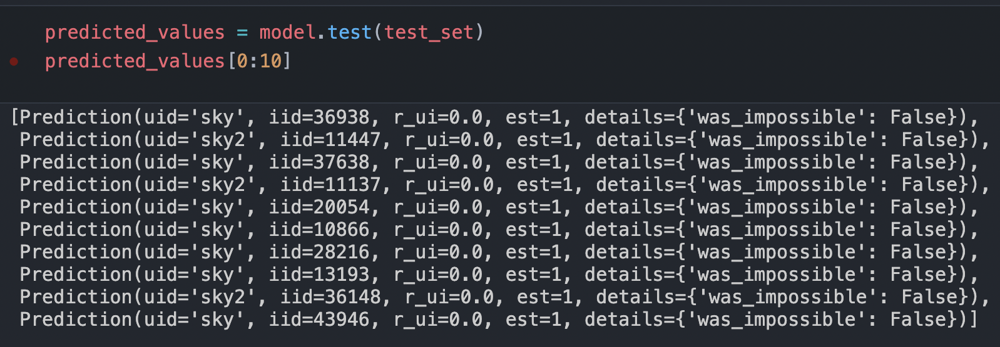 predicted_values = model.test(test_set)
predicted_values[0:10]
[Prediction(uid='sky', iid=36938, r_ui=0.0, est=1, details={'was_impossible': False}),
Prediction(uid='sky2', iid=11447, r_ui=0.0, est=1, details={'was_impossible': False}),
Prediction(uid='sky', iid=37638, r_ui=0.0, est=1, details={'was_impossible': False}),
Prediction(uid='sky2', iid=11137, r_ui=0.0, est=1, details={'was_impossible': False}),
Prediction(uid='sky', iid=20054, r_ui=0.0, est=1, details={'was_impossible': False}),
Prediction(uid='sky', iid=10866, r_ui=0.0, est=1, details={'was_impossible': False}),
Prediction(uid='sky', iid=28216, r_ui=0.0, est=1, details={'was_impossible': False}),
Prediction(uid='sky', iid=13193, r_ui=0.0, est=1, details={'was_impossible': False}),
Prediction(uid='sky2', iid=36148, r_ui=0.0, est=1, details={'was_impossible': False}),
Prediction(uid='sky', iid=43946, r_ui=0.0, est=1, details={'was_impossible': False})]